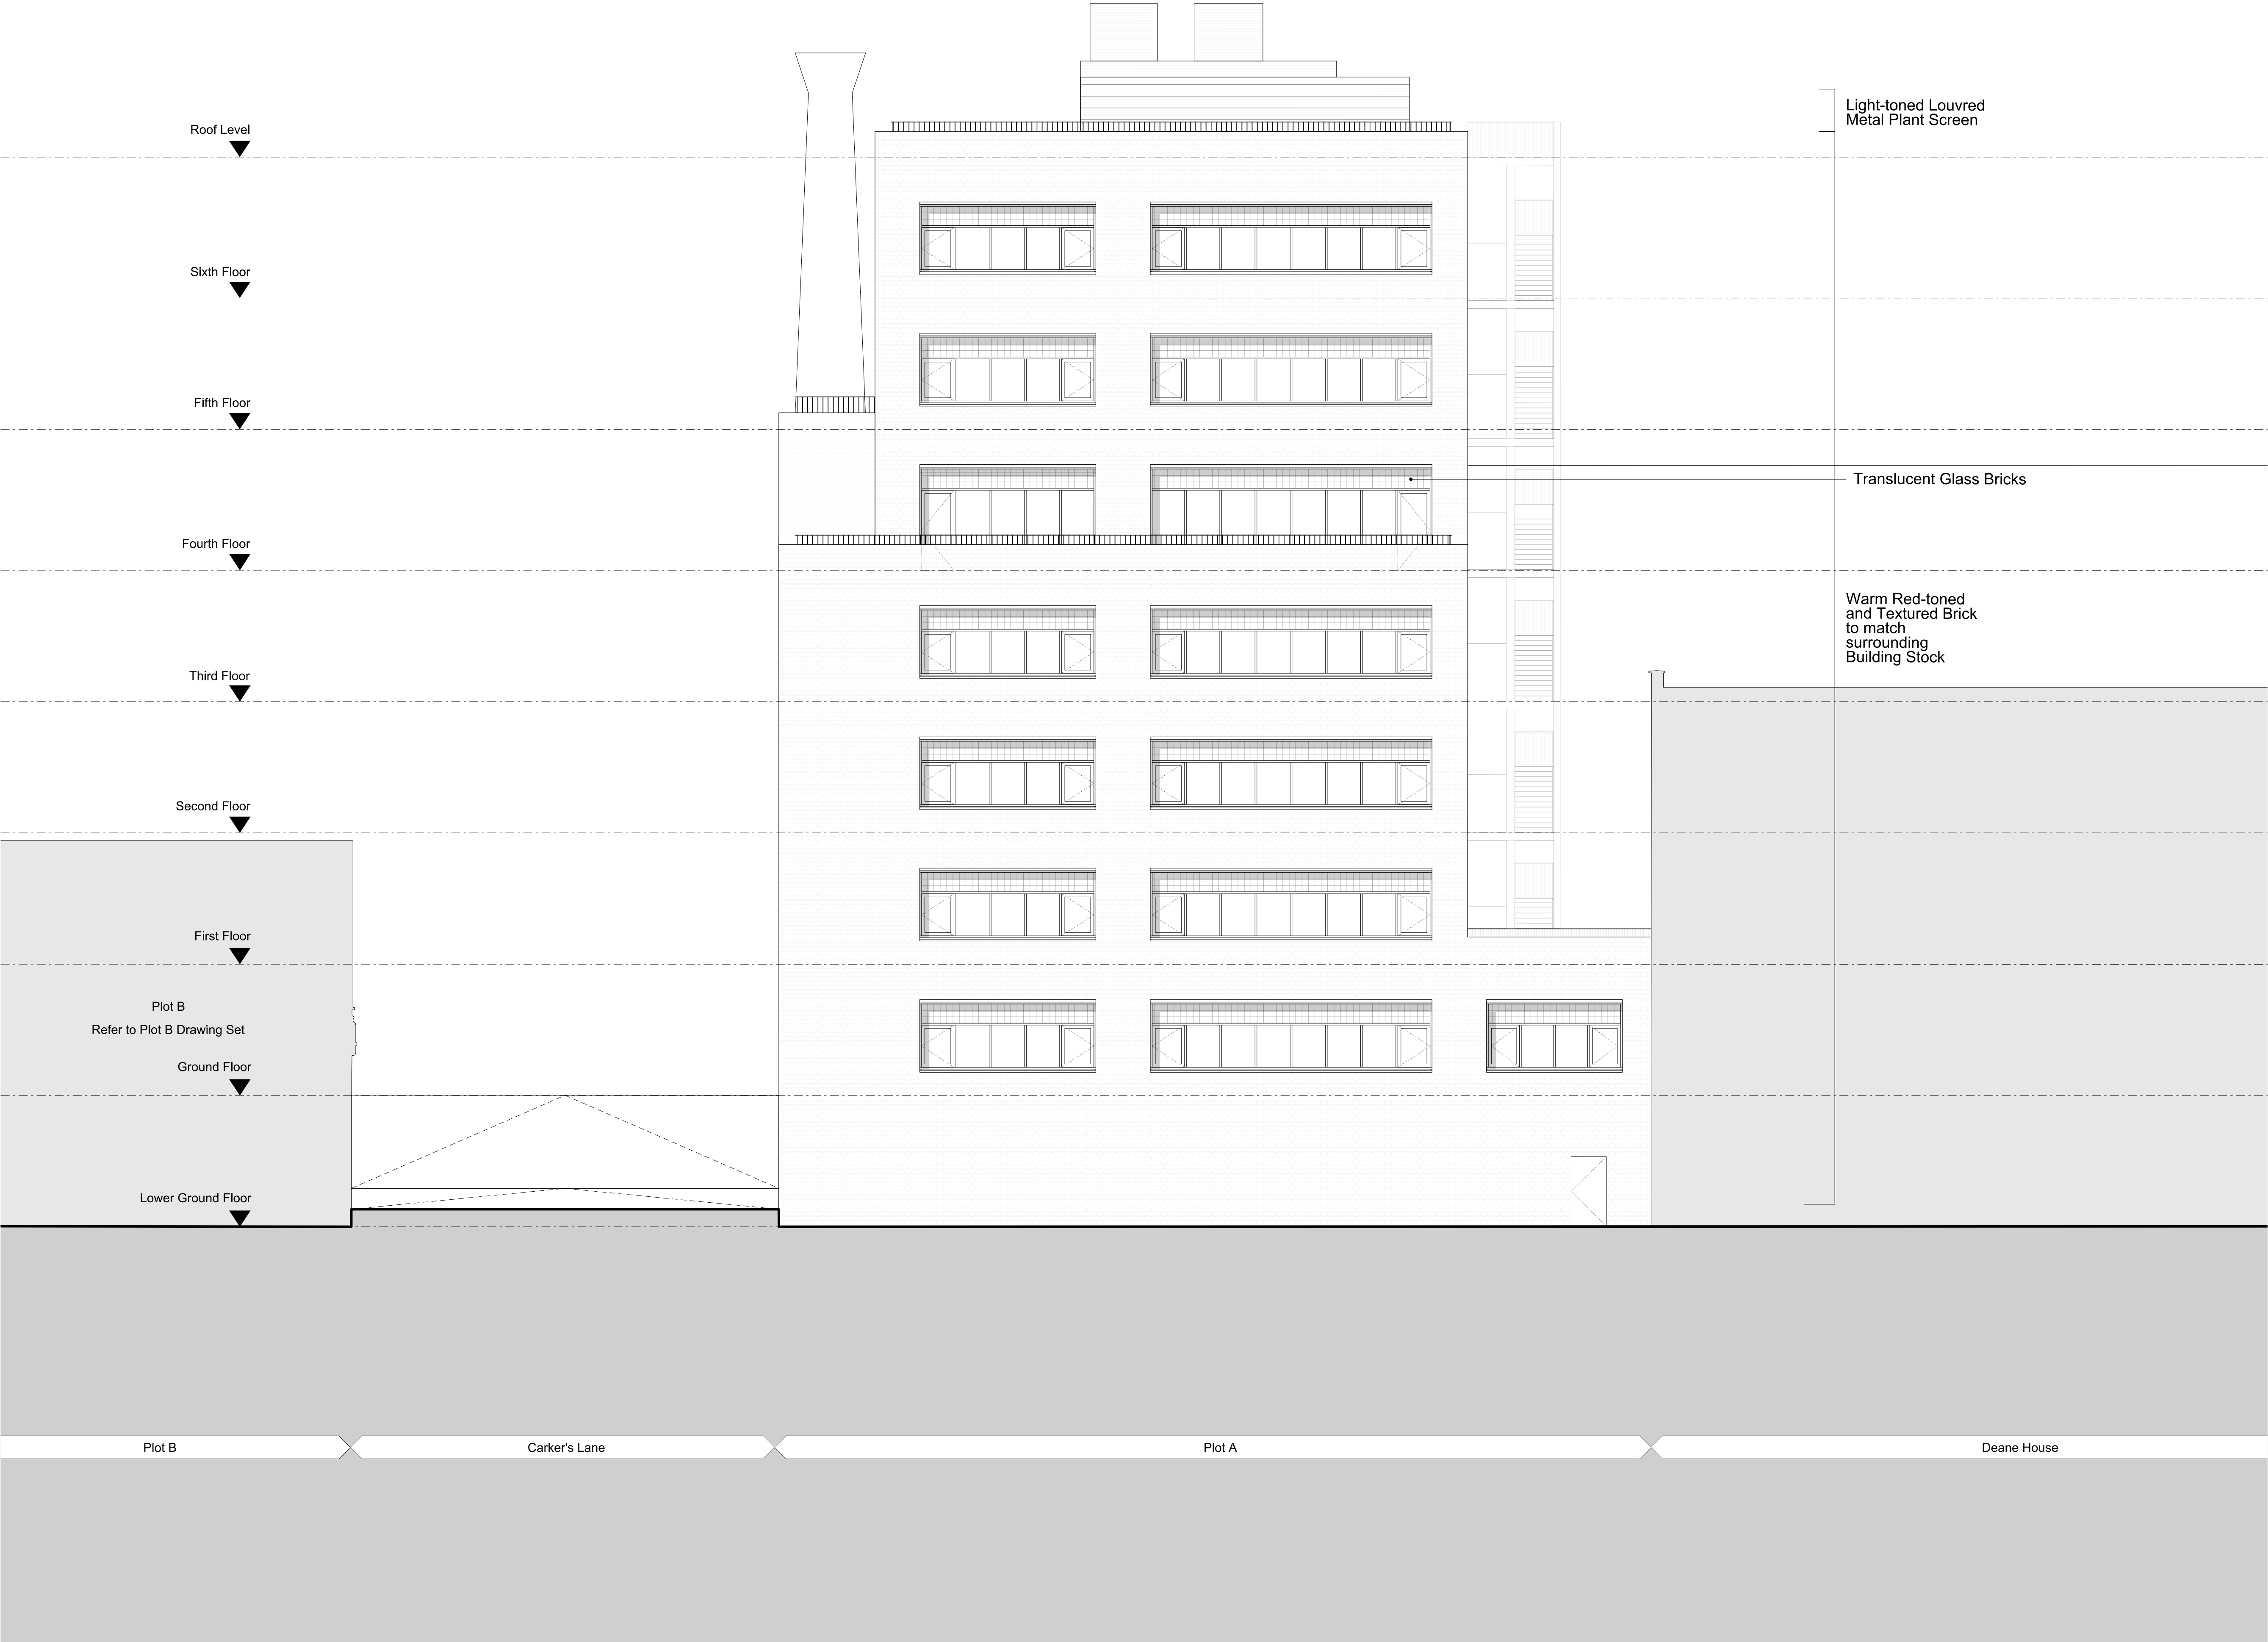 Light-toned Louvred
Metal Plant Screen
Roof Level
Sixth Floor
Fifth Floor
Translucent Glass Bricks
Fourth Floor
Warm Red-toned
and Textured Brick
to match
surrounding
Building Stock
Third Floor
Second Floor
First Floor
Plot B
Refer to Plot B Drawing Set
Ground Floor
Lower Ground Floor
Plot B
Carker's Lane
Plot A
Deane House